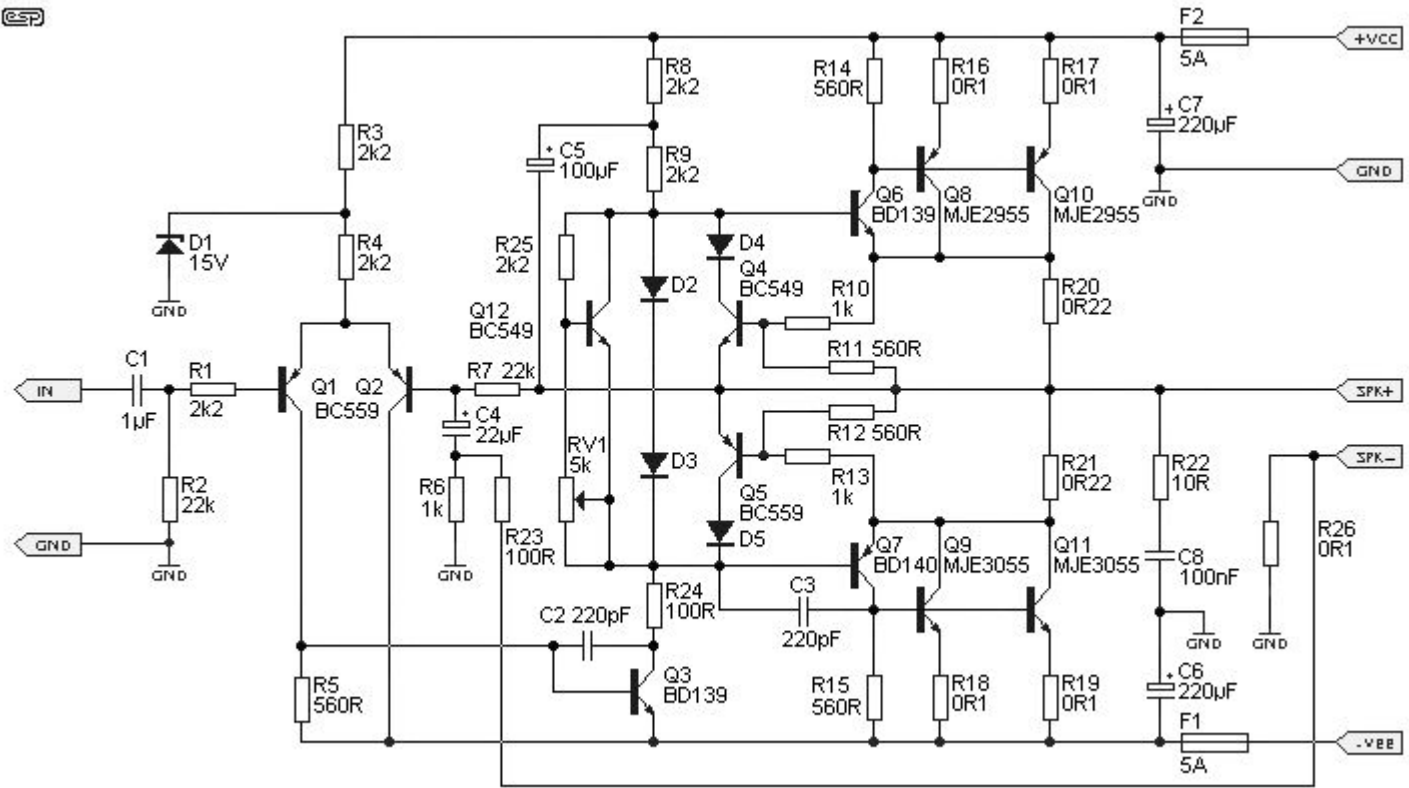 esp
F2
+VCC
5A
R8
2k2
R14
560R
R16
0R1
R17
0R1
C7
+
220µF
R3
2k2
C5
+
100µF
R9
2k2
GND
GND
Q6
BD139
Q8
MJE2955
Q10
MJE2955
D1
15V
R4
2k2
R25
2k2
D4
D2
Q4
BC549
R10
1k
R20
0R22
GND
Q12
BC549
R11 560R
C1
1µF
R1
2k2
IN
Q1 Q2
BC559
R7 22k
SPK+
+
C4
22µF
R12 560R
RV1
5k
D3
R13
1k
R21
0R22
R22
10R
SPK–
R2
22k
R6
1k
R23
100R
Q5
BC559
D5
R26
0R1
GND
GND
GND
Q7
BD140
Q9
MJE3055
Q11
MJE3055
C8
100nF
C2 220pF
R24
100R
C3
220pF
GND
GND
R5
560R
Q3
BD139
R15
560R
R18
0R1
R19
0R1
+
C6
220µF
F1
5A
-VEE